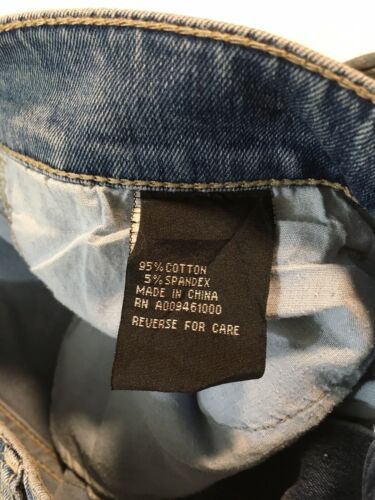 95% COTTON
5% SPANDEX
MADE IN CHINA
RN A009461000
REVERSE FOR CARE